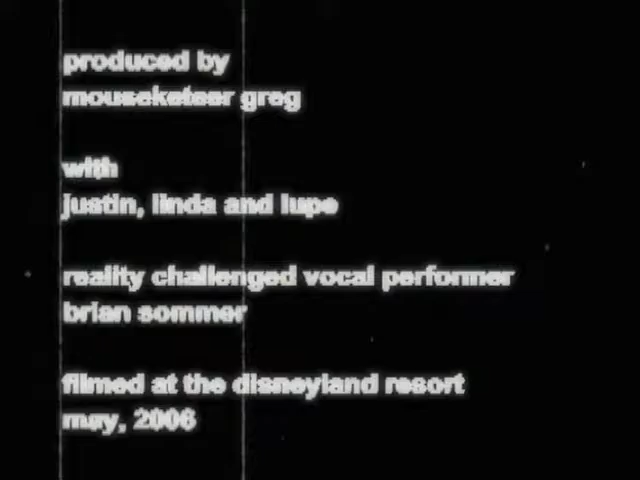 produced by
mouseketeer greg
with
justin, linda and lupe
reality challenged vocal performer
brian sommer
filmed at the disneyland resort
may, 2006